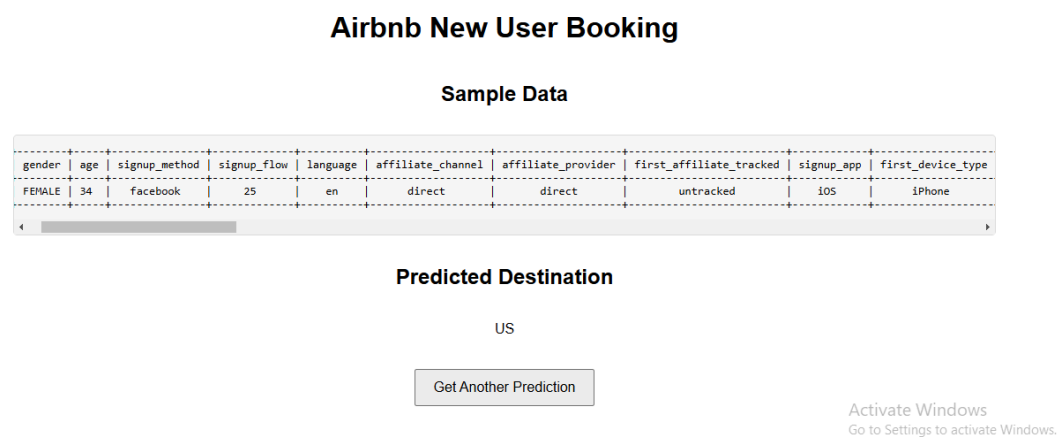 Airbnb New User Booking
Sample Data
gender | age | signup_method | signup_flow | language | affiliate_channel | affiliate_provider | first_affiliate_tracked | signup_app | first_device_type
FEMALE | 34 | facebook | 25 | en | direct | direct | untracked | iOS | iPhone
Predicted Destination
US
Get Another Prediction
Activate Windows
Go to Settings to activate Windows.